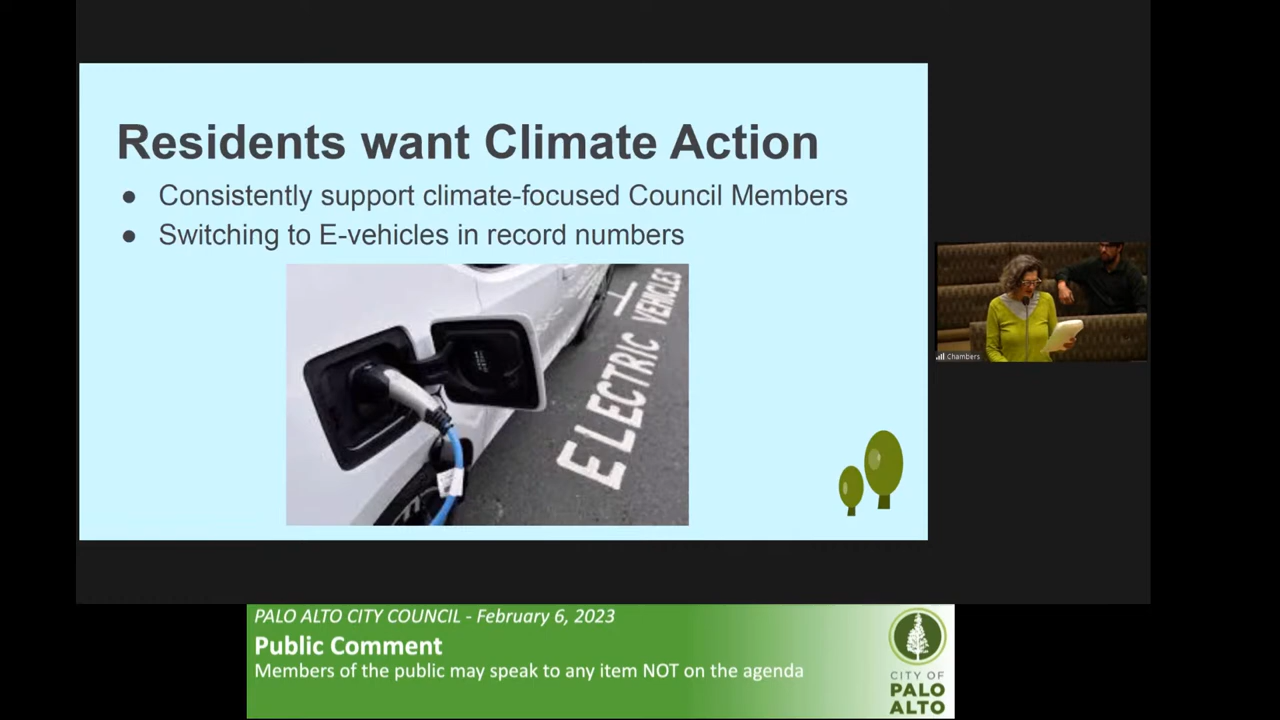 Residents want Climate Action
● Consistently support climate-focused Council Members
● Switching to E-vehicles in record numbers
ELECTRIC VEHICLES
Chambers
PALO ALTO CITY COUNCIL - February 6, 2023
Public Comment
Members of the public may speak to any item NOT on the agenda
CITY OF
PALO
ALTO